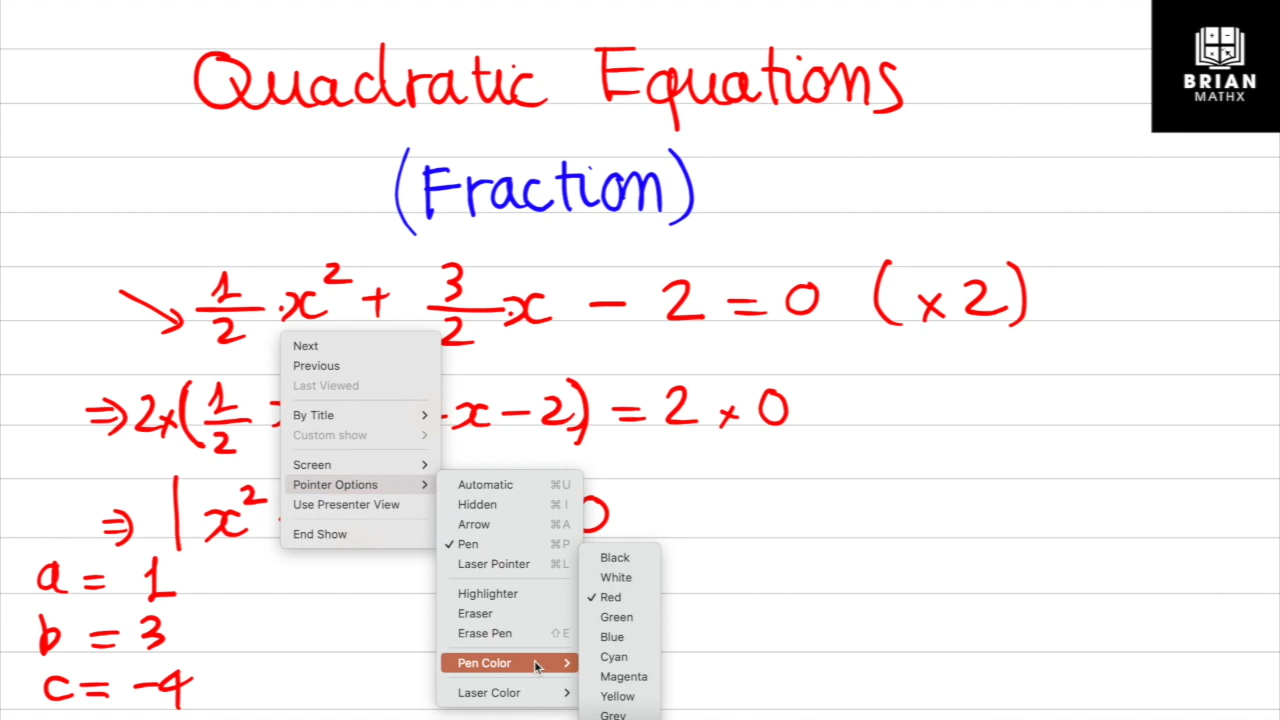 Quadratic Equations
BRIAN
MATHX
(Fraction)
1/2 · x² + 3/2 · x − 2 = 0 (×2)
⇒ 2×(1/2 · x − 2) = 2 × 0
⇒ 1x² 0
a = 1
b = 3
c = −4
Next
Previous
Last Viewed
By Title
Custom show
Screen
Pointer Options
Use Presenter View
End Show
Automatic ⌘U
Hidden ⌘I
Arrow ⌘A
✓ Pen ⌘P
Laser Pointer ⌘L
Highlighter
Eraser
Erase Pen ⇧E
Pen Color
Laser Color
Black
White
✓ Red
Green
Blue
Cyan
Magenta
Yellow
Grey